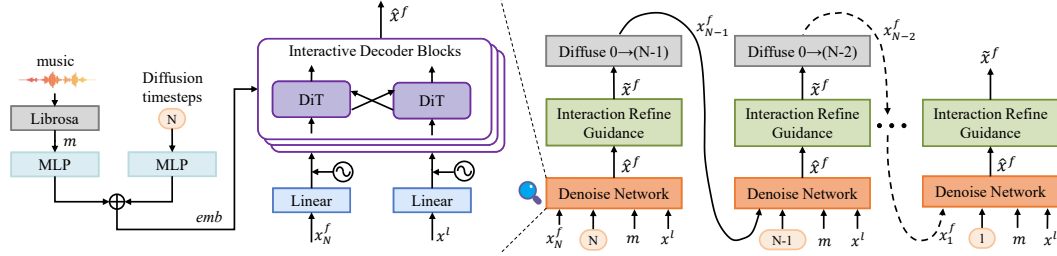 music
Librosa
m
MLP
Diffusion
timesteps
N
MLP
emb
x̂^f
Interactive Decoder Blocks
DiT
DiT
Linear
Linear
x_N^f
x^l
Diffuse 0→(N-1)
x̃^f
Interaction Refine
Guidance
x̂^f
Denoise Network
x_N^f
N
m
x^l
x_{N-1}^f
Diffuse 0→(N-2)
x̃^f
Interaction Refine
Guidance
x̂^f
Denoise Network
N-1
m
x^l
x_{N-2}^f
...
x̃^f
Interaction Refine
Guidance
x̂^f
Denoise Network
x_1^f
1
m
x^l